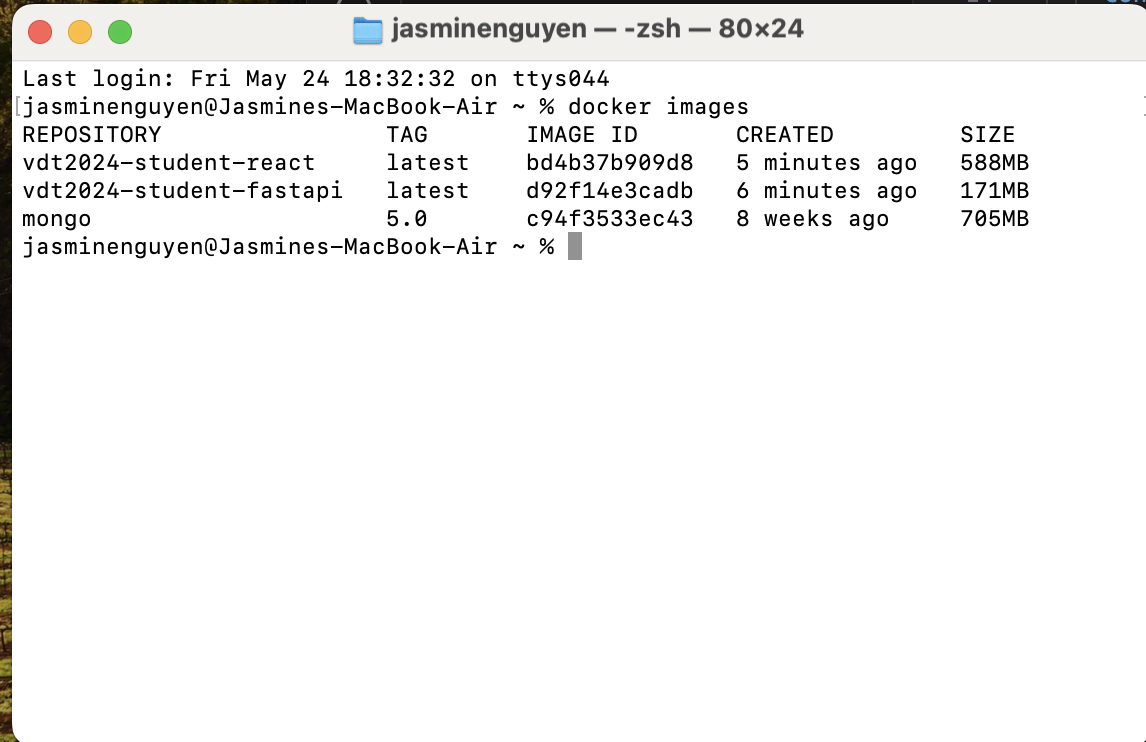 jasminenguyen — -zsh — 80×24
Last login: Fri May 24 18:32:32 on ttys044
[jasminenguyen@Jasmines-MacBook-Air ~ % docker images ]
REPOSITORY TAG IMAGE ID CREATED SIZE
vdt2024-student-react latest bd4b37b909d8 5 minutes ago 588MB
vdt2024-student-fastapi latest d92f14e3cadb 6 minutes ago 171MB
mongo 5.0 c94f3533ec43 8 weeks ago 705MB
jasminenguyen@Jasmines-MacBook-Air ~ %